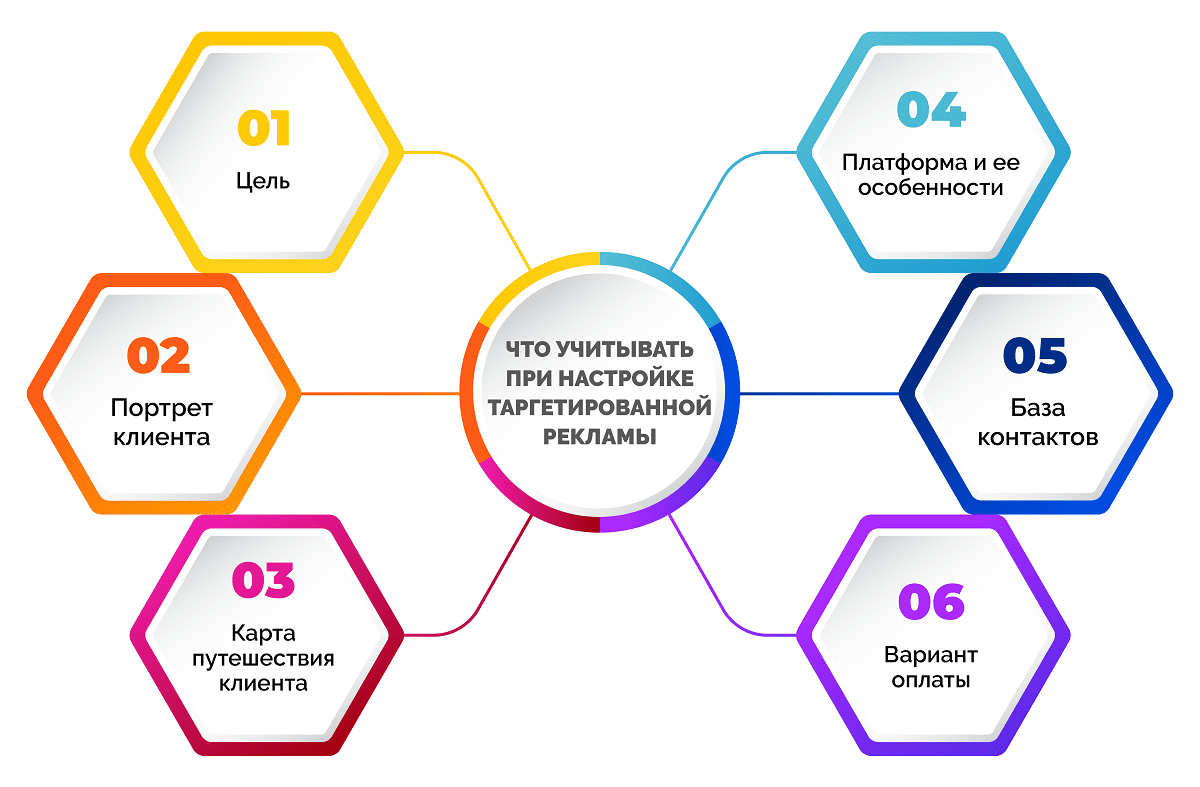 01
Цель
02
Портрет
клиента
03
Карта
путешествия
клиента
ЧТО УЧИТЫВАТЬ
ПРИ НАСТРОЙКЕ
ТАРГЕТИРОВАННОЙ
РЕКЛАМЫ
04
Платформа и ее
особенности
05
База
контактов
06
Вариант
оплаты